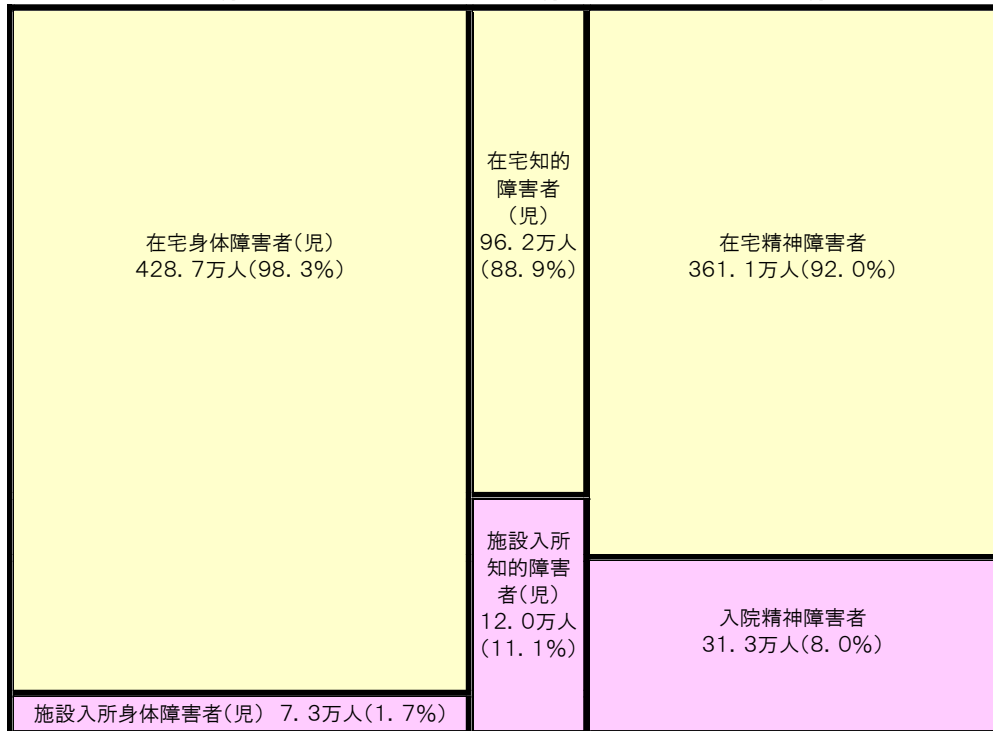 在宅身体障害者(児)
428.7万人(98.3%)
在宅知的
障害者
(児)
96.2万人
(88.9%)
在宅精神障害者
361.1万人(92.0%)
施設入所
知的障害
者(児)
12.0万人
(11.1%)
入院精神障害者
31.3万人(8.0%)
施設入所身体障害者(児) 7.3万人(1.7%)